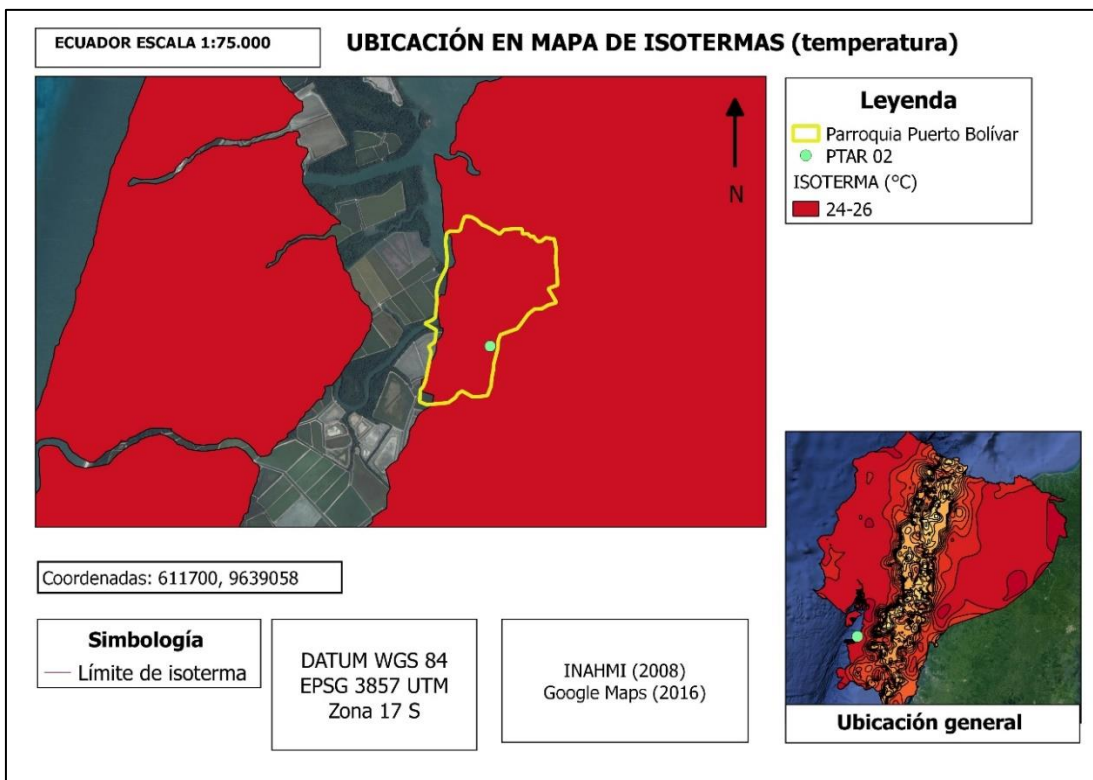 ECUADOR ESCALA 1:75.000
UBICACIÓN EN MAPA DE ISOTERMAS (temperatura)
N
Leyenda
Parroquia Puerto Bolívar
PTAR 02
ISOTERMA (°C)
24-26
Coordenadas: 611700, 9639058
Simbología
Límite de isoterma
DATUM WGS 84
EPSG 3857 UTM
Zona 17 S
INAHMI (2008)
Google Maps (2016)
Ubicación general